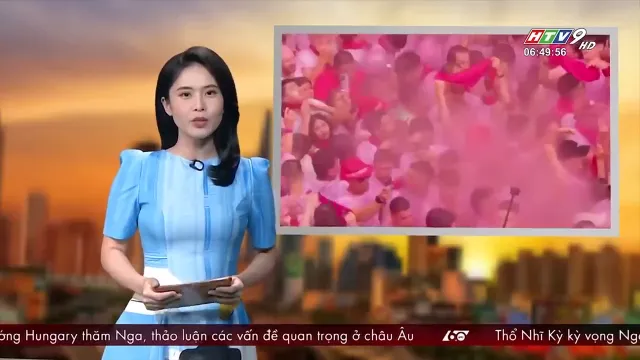 HTV9 HD
06:49:56
ớng Hungary thăm Nga, thảo luận các vấn đề quan trọng ở châu Âu 60 Thổ Nhĩ Kỳ kỳ vọng Ng